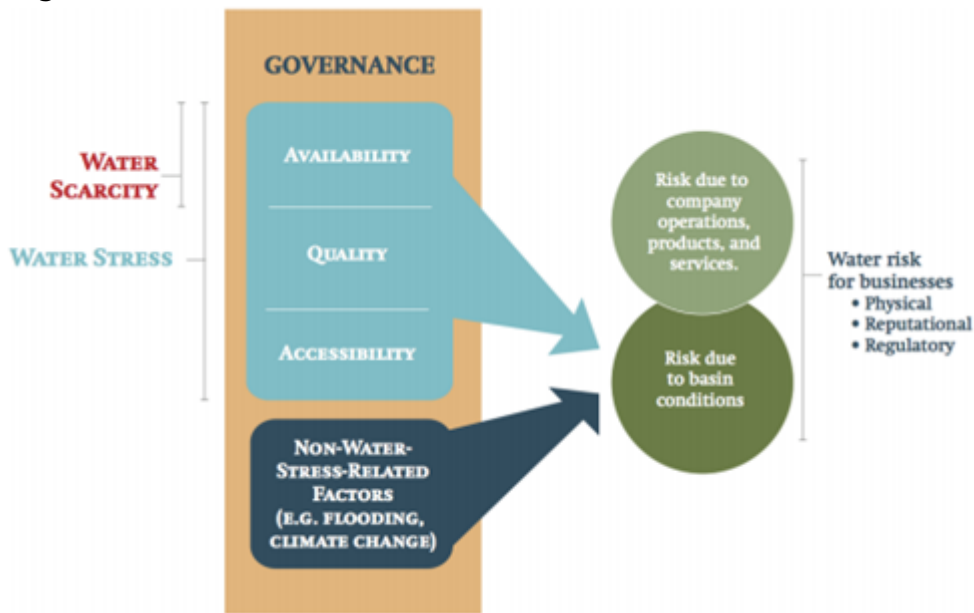 GOVERNANCE
WATER
SCARCITY
WATER STRESS
AVAILABILITY
QUALITY
ACCESSIBILITY
NON-WATER-
STRESS-RELATED
FACTORS
(E.G. FLOODING,
CLIMATE CHANGE)
Risk due to
company
operations,
products, and
services.
Risk due
to basin
conditions
Water risk
for businesses
• Physical
• Reputational
• Regulatory